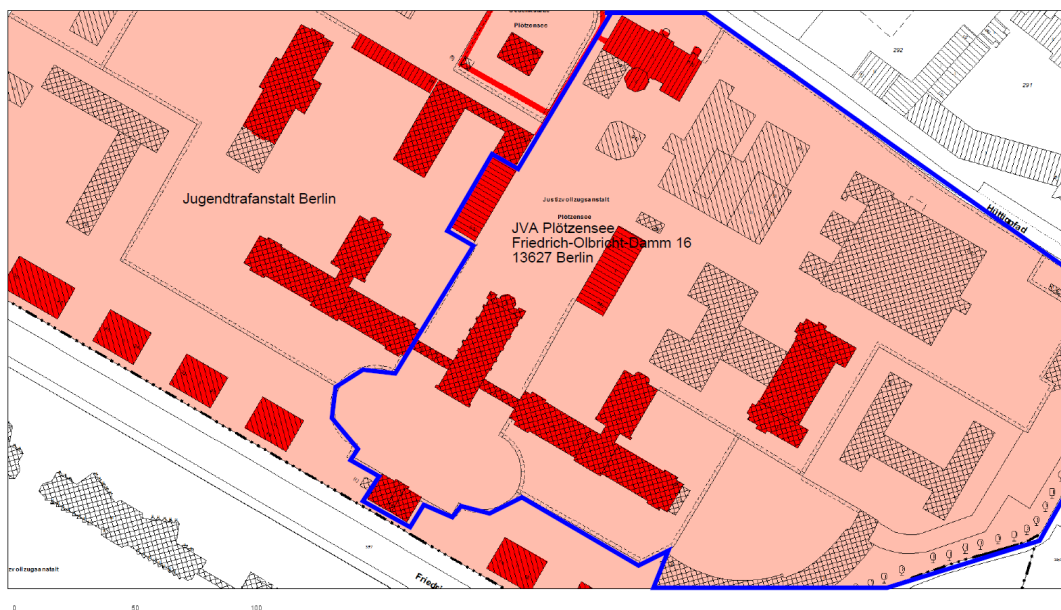 Plötzensee
292
291
Jugendtrafanstalt Berlin
Justizvollzugsanstalt
Plötzensee
JVA Plötzensee
Friedrich-Olbricht-Damm 16
13627 Berlin
Hüttigpfad
zvollzugsanstalt
Friedri
0 50 100